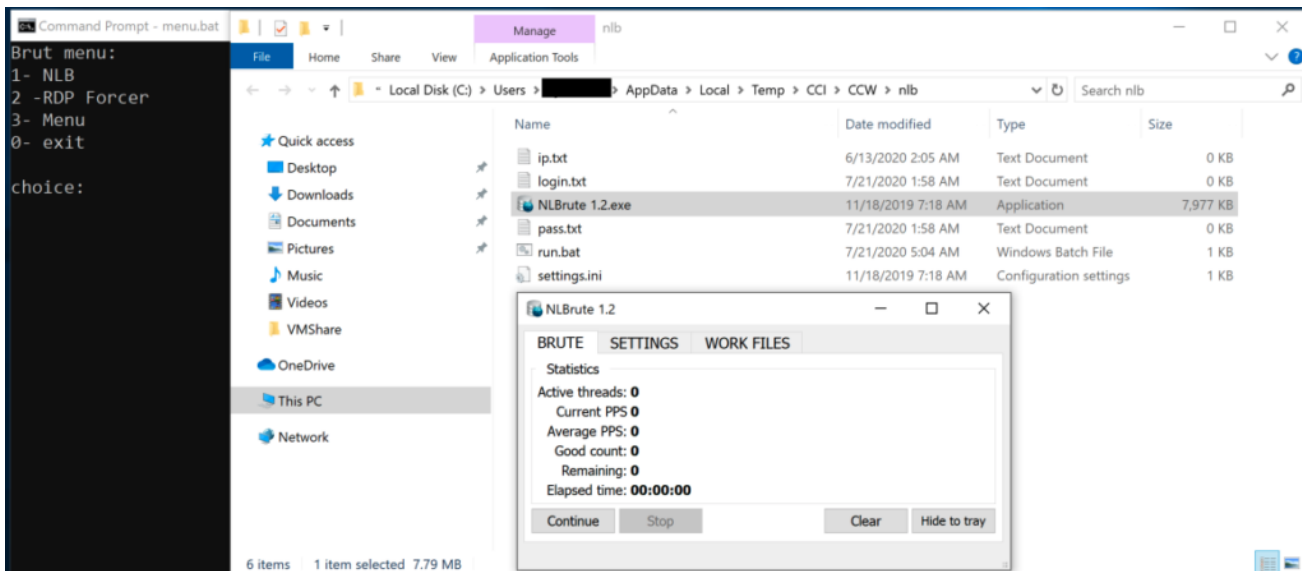 Command Prompt - menu.bat
Brut menu:
1- NLB
2 -RDP Forcer
3- Menu
0- exit
choice:
Manage nlb
File Home Share View Application Tools
Local Disk (C:) > Users > > AppData > Local > Temp > CCI > CCW > nlb Search nlb
Quick access
Desktop
Downloads
Documents
Pictures
Music
Videos
VMShare
OneDrive
This PC
Network
Name Date modified Type Size
ip.txt 6/13/2020 2:05 AM Text Document 0 KB
login.txt 7/21/2020 1:58 AM Text Document 0 KB
NLBrute 1.2.exe 11/18/2019 7:18 AM Application 7,977 KB
pass.txt 7/21/2020 1:58 AM Text Document 0 KB
run.bat 7/21/2020 5:04 AM Windows Batch File 1 KB
settings.ini 11/18/2019 7:18 AM Configuration settings 1 KB
NLBrute 1.2
BRUTE SETTINGS WORK FILES
Statistics
Active threads: 0
Current PPS 0
Average PPS: 0
Good count: 0
Remaining: 0
Elapsed time: 00:00:00
Continue Stop Clear Hide to tray
6 items 1 item selected 7.79 MB